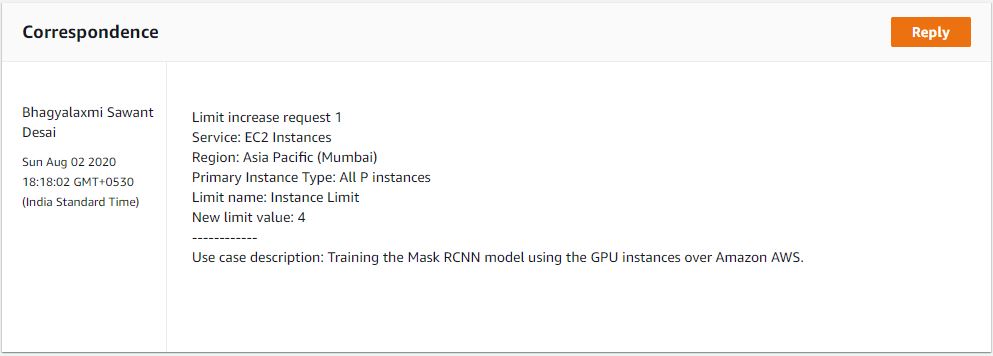 Correspondence
Reply
Bhagyalaxmi Sawant
Desai
Sun Aug 02 2020
18:18:02 GMT+0530
(India Standard Time)
Limit increase request 1
Service: EC2 Instances
Region: Asia Pacific (Mumbai)
Primary Instance Type: All P instances
Limit name: Instance Limit
New limit value: 4
------------
Use case description: Training the Mask RCNN model using the GPU instances over Amazon AWS.